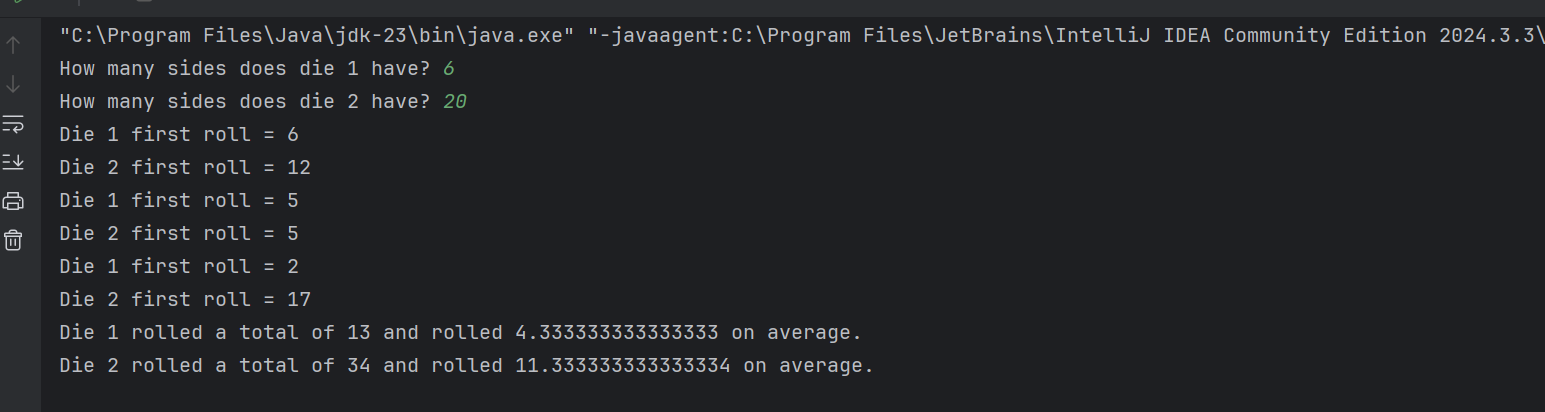 "C:\Program Files\Java\jdk-23\bin\java.exe" "-javaagent:C:\Program Files\JetBrains\IntelliJ IDEA Community Edition 2024.3.3\
How many sides does die 1 have? 6
How many sides does die 2 have? 20
Die 1 first roll = 6
Die 2 first roll = 12
Die 1 first roll = 5
Die 2 first roll = 5
Die 1 first roll = 2
Die 2 first roll = 17
Die 1 rolled a total of 13 and rolled 4.333333333333333 on average.
Die 2 rolled a total of 34 and rolled 11.333333333333334 on average.